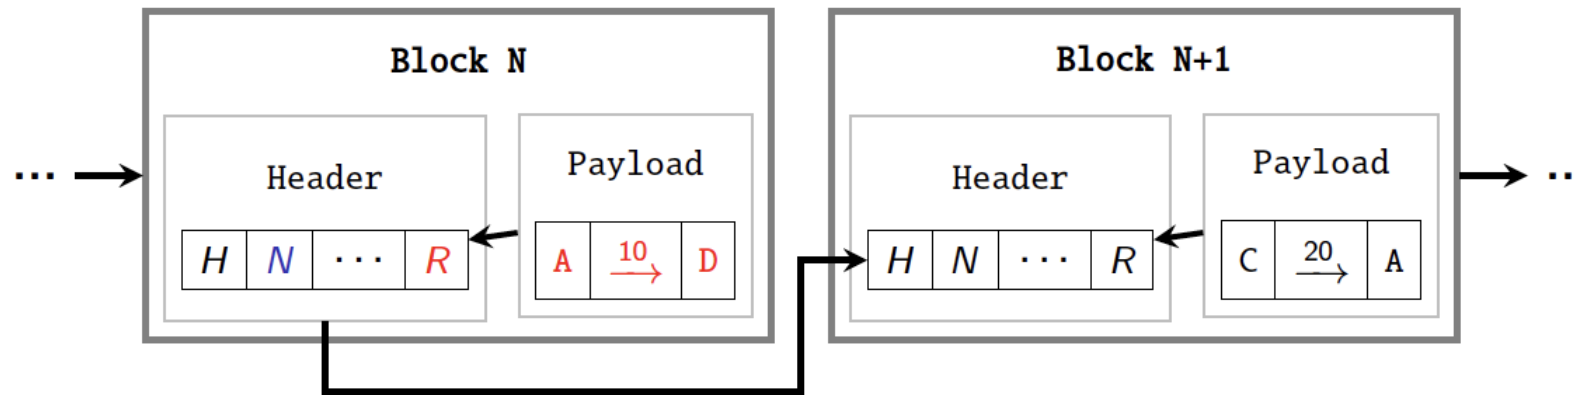 Block N
Header
Payload
H N ··· R
A 10 → D
Block N+1
Header
Payload
H N ··· R
C 20 → A